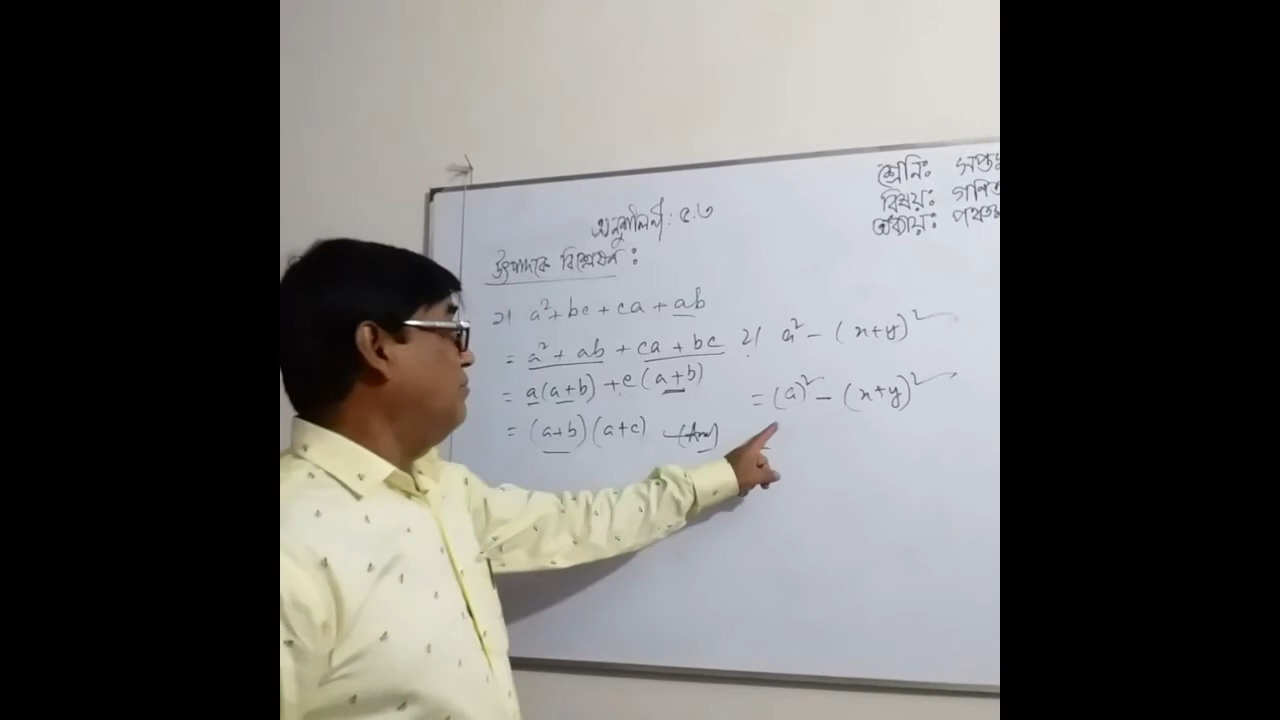 শ্রেনি: সপ্তম
বিষয়: গণিত
অধ্যায়: পঞ্চম
অনুশীলনী: ৫.৩
উৎপাদকে বিশ্লেষণ:
১। a² + bc + ca + ab
= a² + ab + ca + bc
= a(a+b) + c(a+b)
= (a+b)(a+c) (Ans)
২। a² - (x+y)²
= (a)² - (x+y)²
=